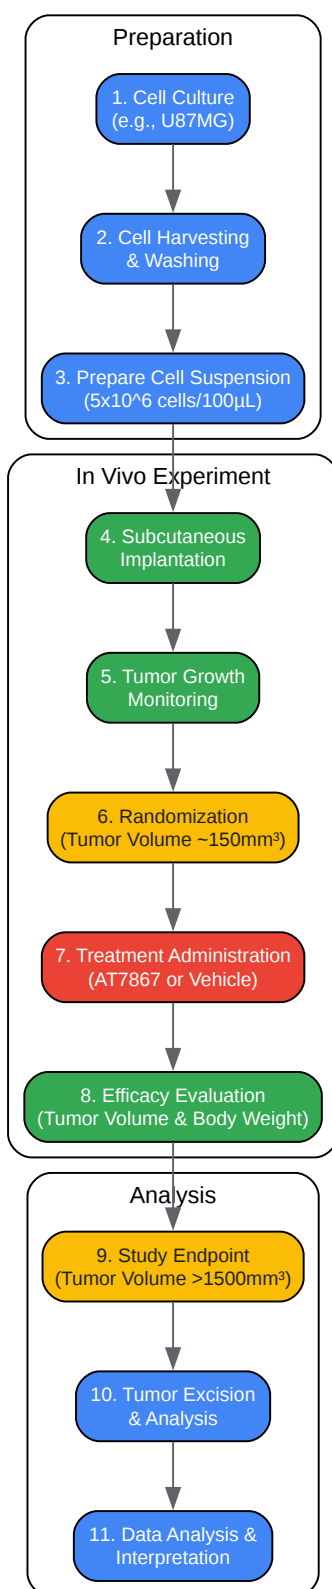 Preparation
1. Cell Culture
(e.g., U87MG)
2. Cell Harvesting
& Washing
3. Prepare Cell Suspension
(5x10^6 cells/100µL)
In Vivo Experiment
4. Subcutaneous
Implantation
5. Tumor Growth
Monitoring
6. Randomization
(Tumor Volume ~150mm³)
7. Treatment Administration
(AT7867 or Vehicle)
8. Efficacy Evaluation
(Tumor Volume & Body Weight)
Analysis
9. Study Endpoint
(Tumor Volume >1500mm³)
10. Tumor Excision
& Analysis
11. Data Analysis &
Interpretation